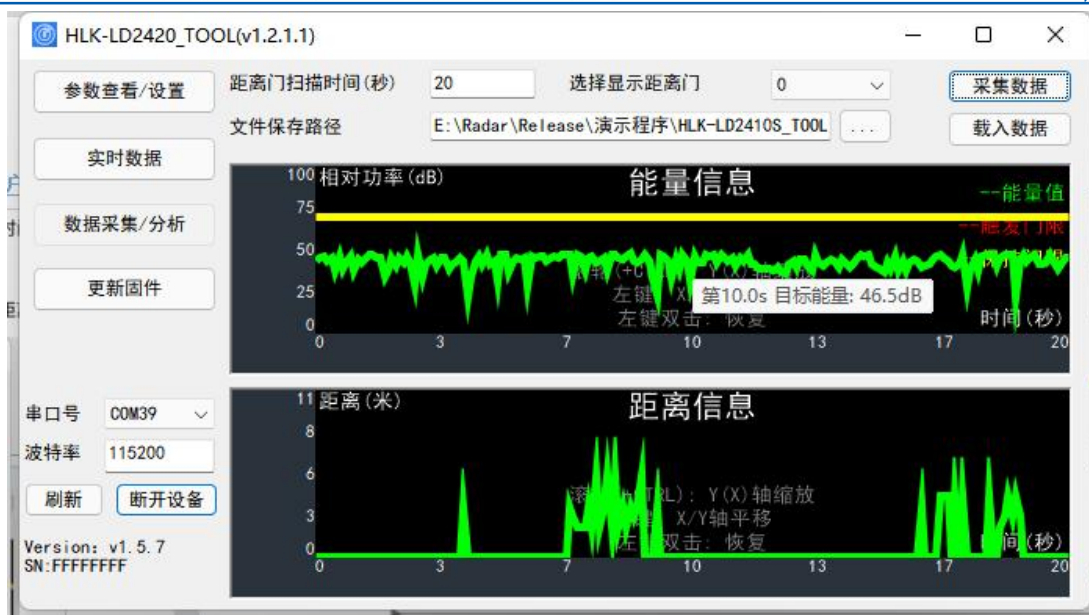 HLK-LD2420_TOOL(v1.2.1.1)
参数查看/设置
距离门扫描时间(秒) 20 选择显示距离门 0 采集数据
文件保存路径 E:\Radar\Release\演示程序\HLK-LD2410S_TOOL ... 载入数据
实时数据
数据采集/分析
更新固件
100 相对功率(dB) 能量信息
--能量值
75
--触发门限
50
25
第10.0s 目标能量: 46.5dB
左键双击: 恢复
0
时间(秒)
0 3 7 10 13 17 20
11 距离(米) 距离信息
8
6
Y(X)轴缩放
3
X/Y轴平移
双击: 恢复
0
时间(秒)
0 3 7 10 13 17 20
串口号 COM39
波特率 115200
刷新 断开设备
Version: v1.5.7
SN:FFFFFFFF